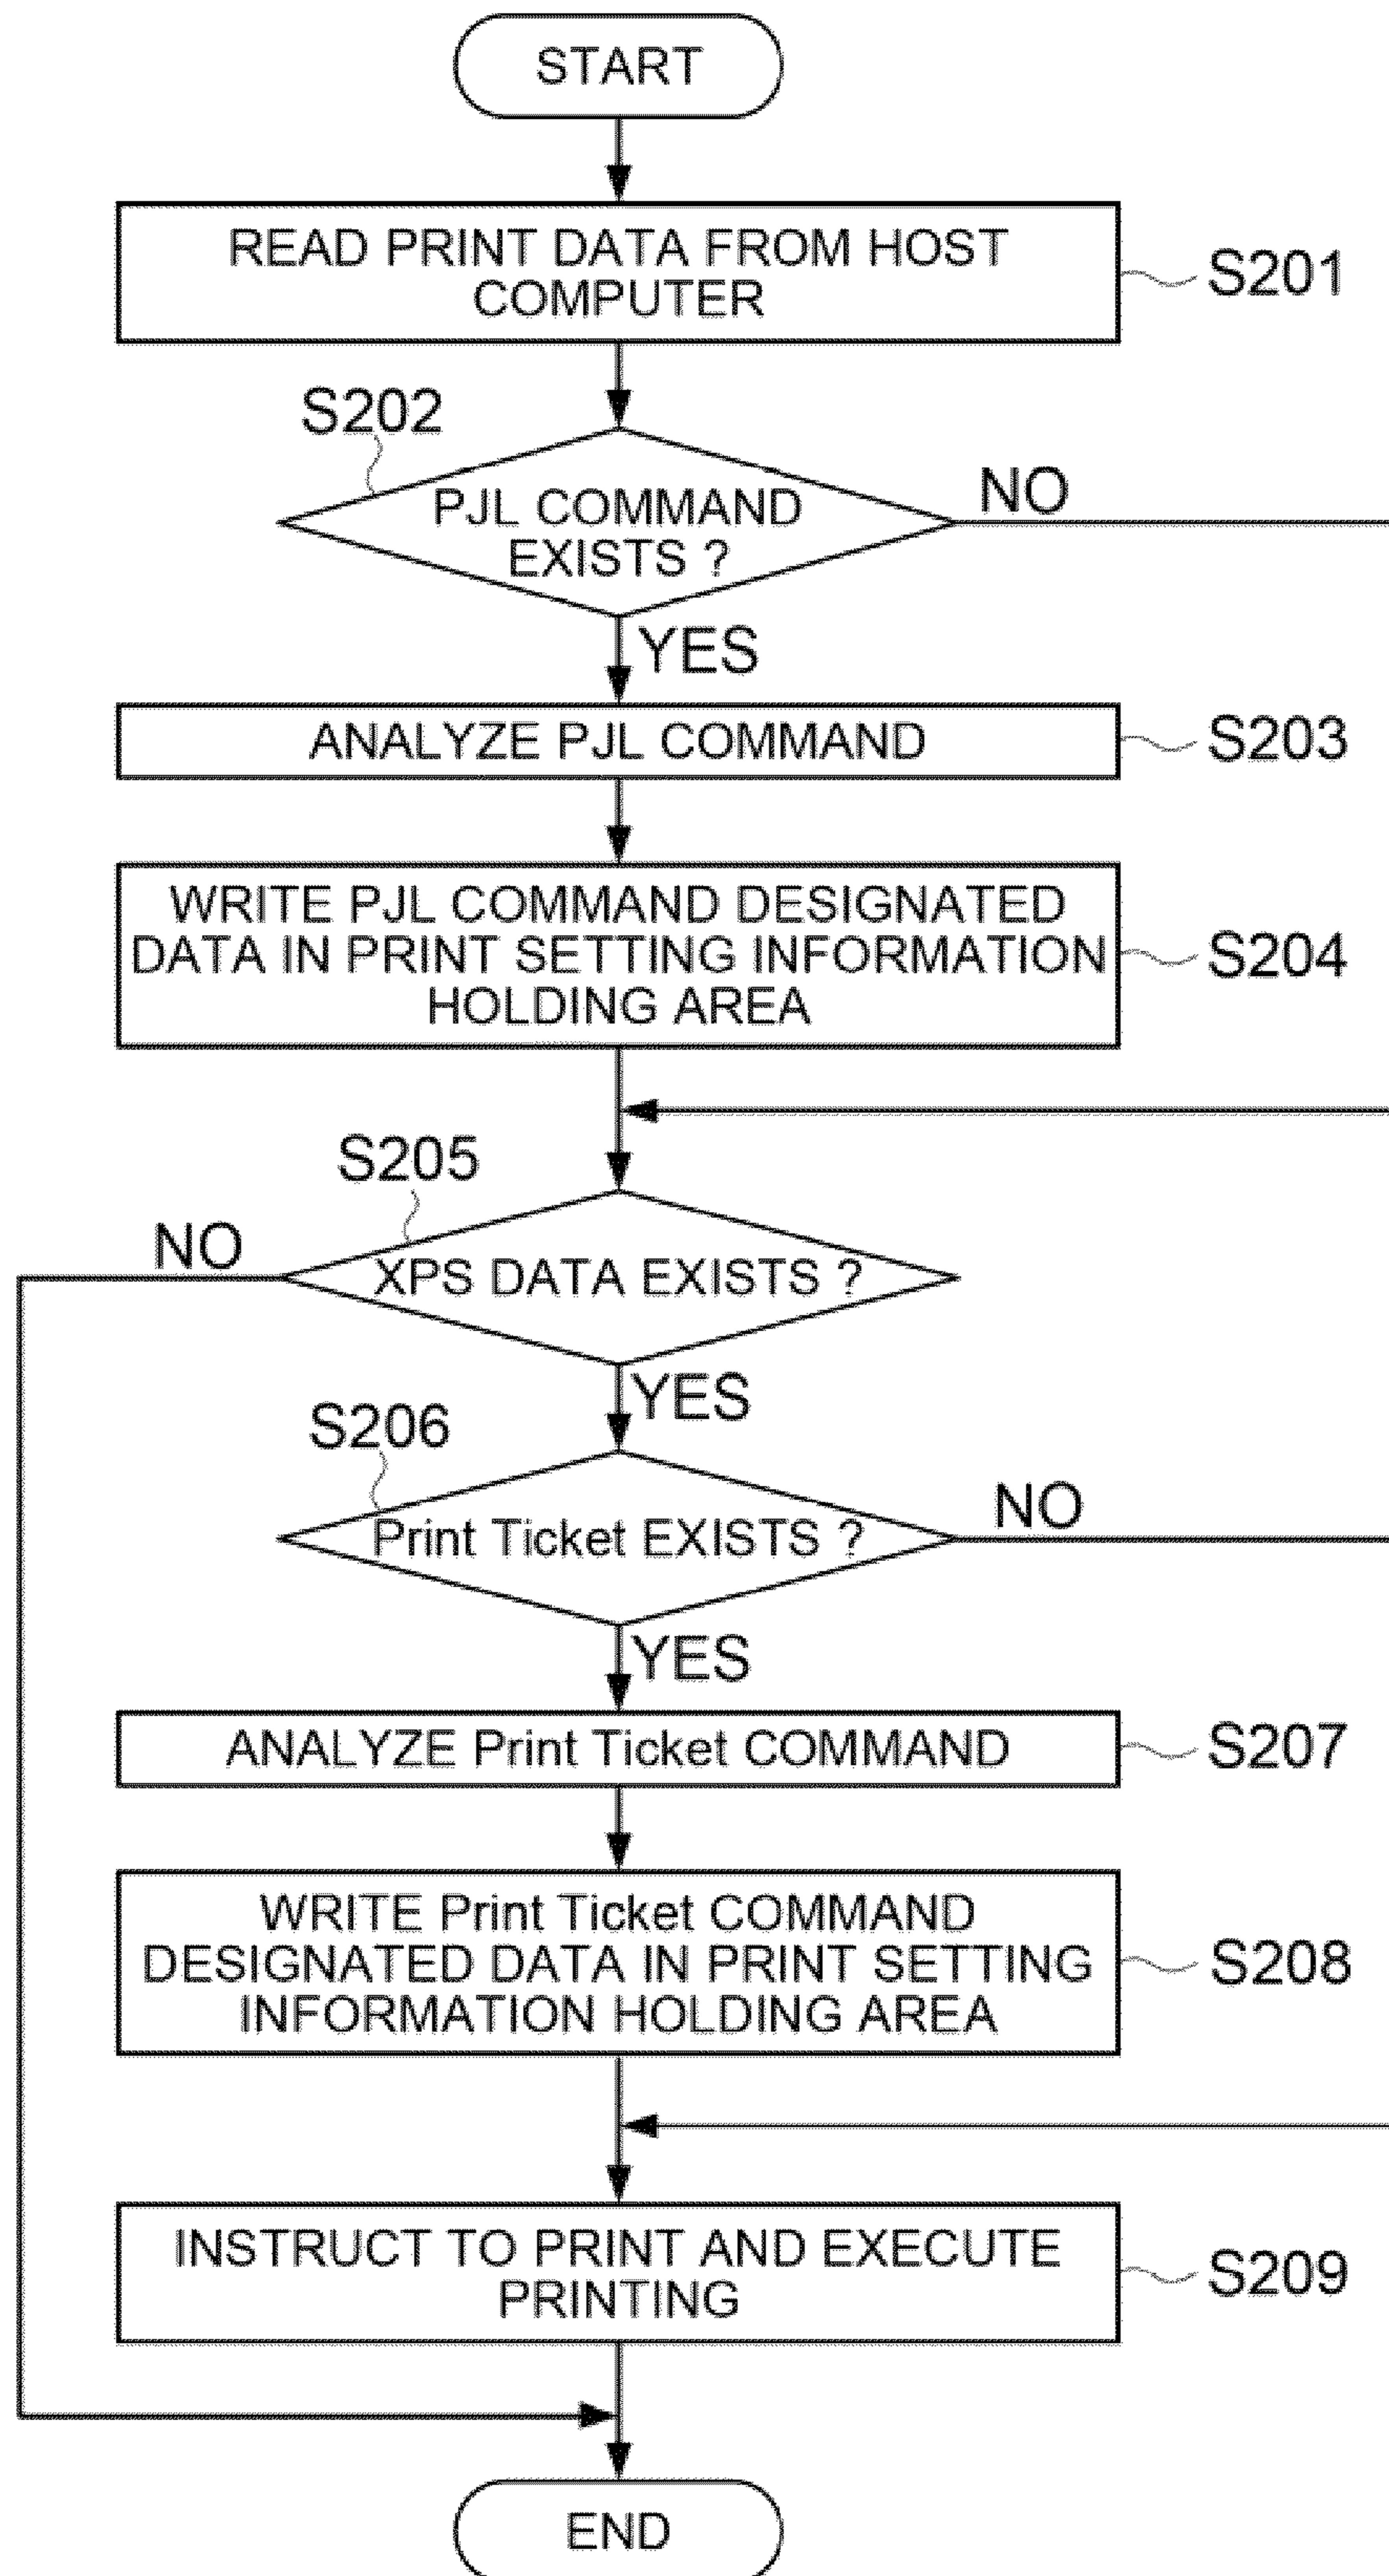 START
READ PRINT DATA FROM HOST
COMPUTER
S201
S202
PJL COMMAND
EXISTS ?
NO
YES
ANALYZE PJL COMMAND
S203
WRITE PJL COMMAND DESIGNATED
DATA IN PRINT SETTING INFORMATION
HOLDING AREA
S204
S205
NO
XPS DATA EXISTS ?
YES
S206
Print Ticket EXISTS ?
NO
YES
ANALYZE Print Ticket COMMAND
S207
WRITE Print Ticket COMMAND
DESIGNATED DATA IN PRINT SETTING
INFORMATION HOLDING AREA
S208
INSTRUCT TO PRINT AND EXECUTE
PRINTING
S209
END